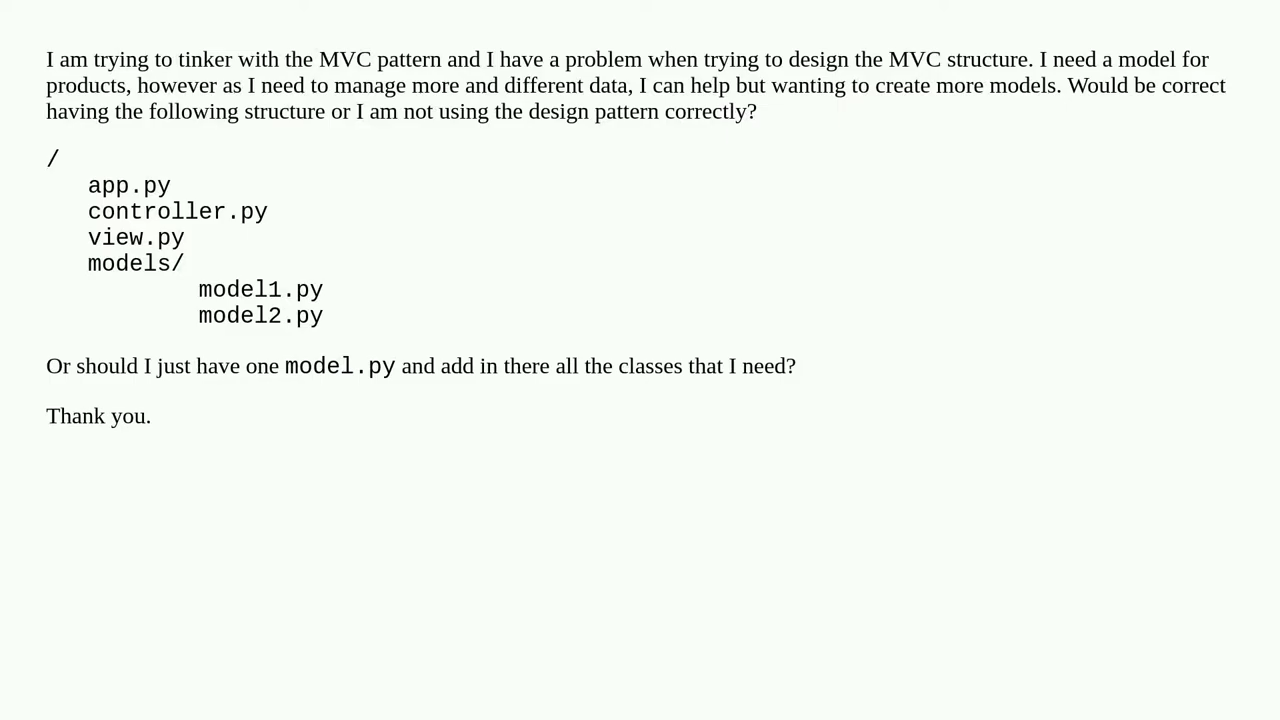 I am trying to tinker with the MVC pattern and I have a problem when trying to design the MVC structure. I need a model for
products, however as I need to manage more and different data, I can help but wanting to create more models. Would be correct
having the following structure or I am not using the design pattern correctly?
/
app.py
controller.py
view.py
models/
model1.py
model2.py
Or should I just have one model.py and add in there all the classes that I need?
Thank you.